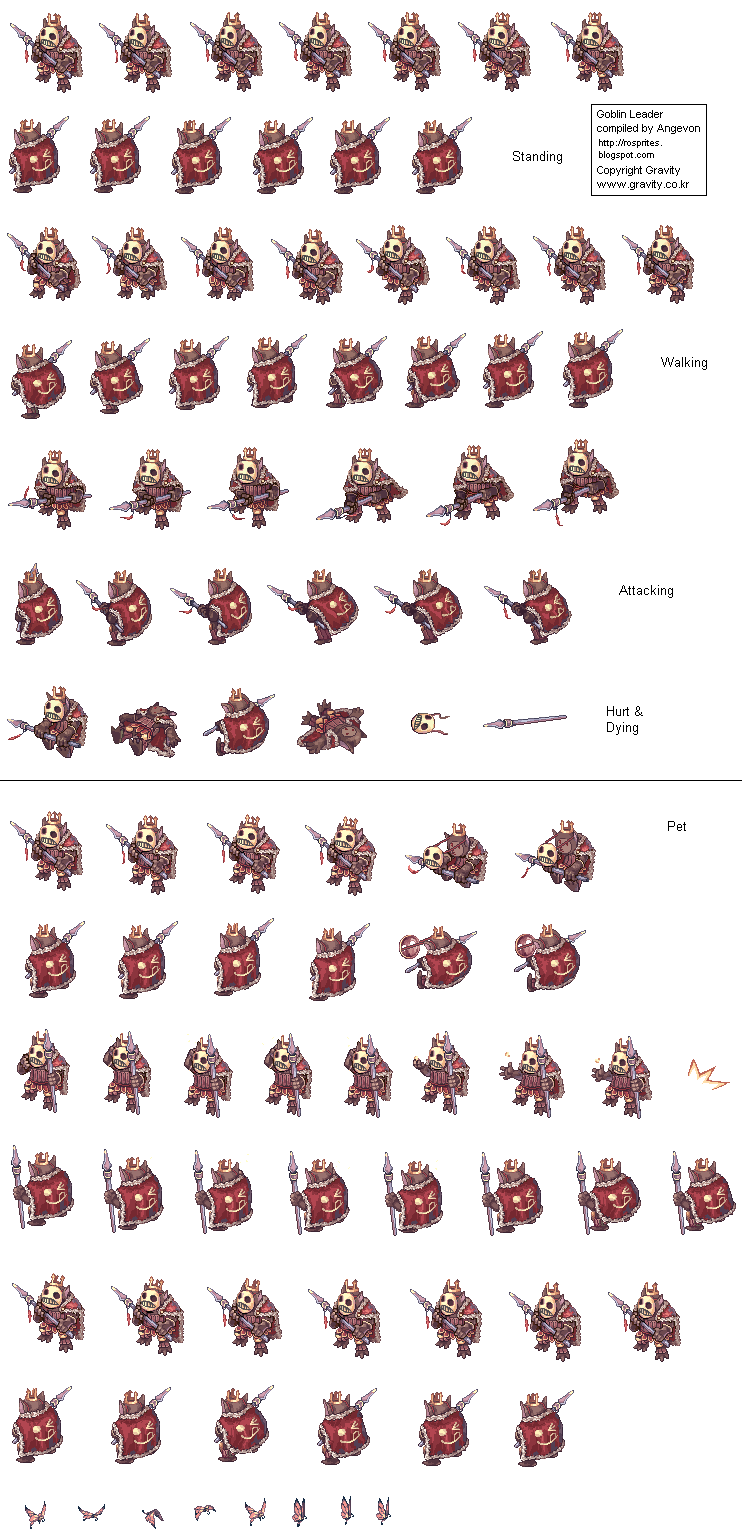 Goblin Leader
compiled by Angevon
http://rosprites.
blogspot.com
Copyright Gravity
www.gravity.co.kr
Standing
Walking
Attacking
Hurt &
Dying
Pet